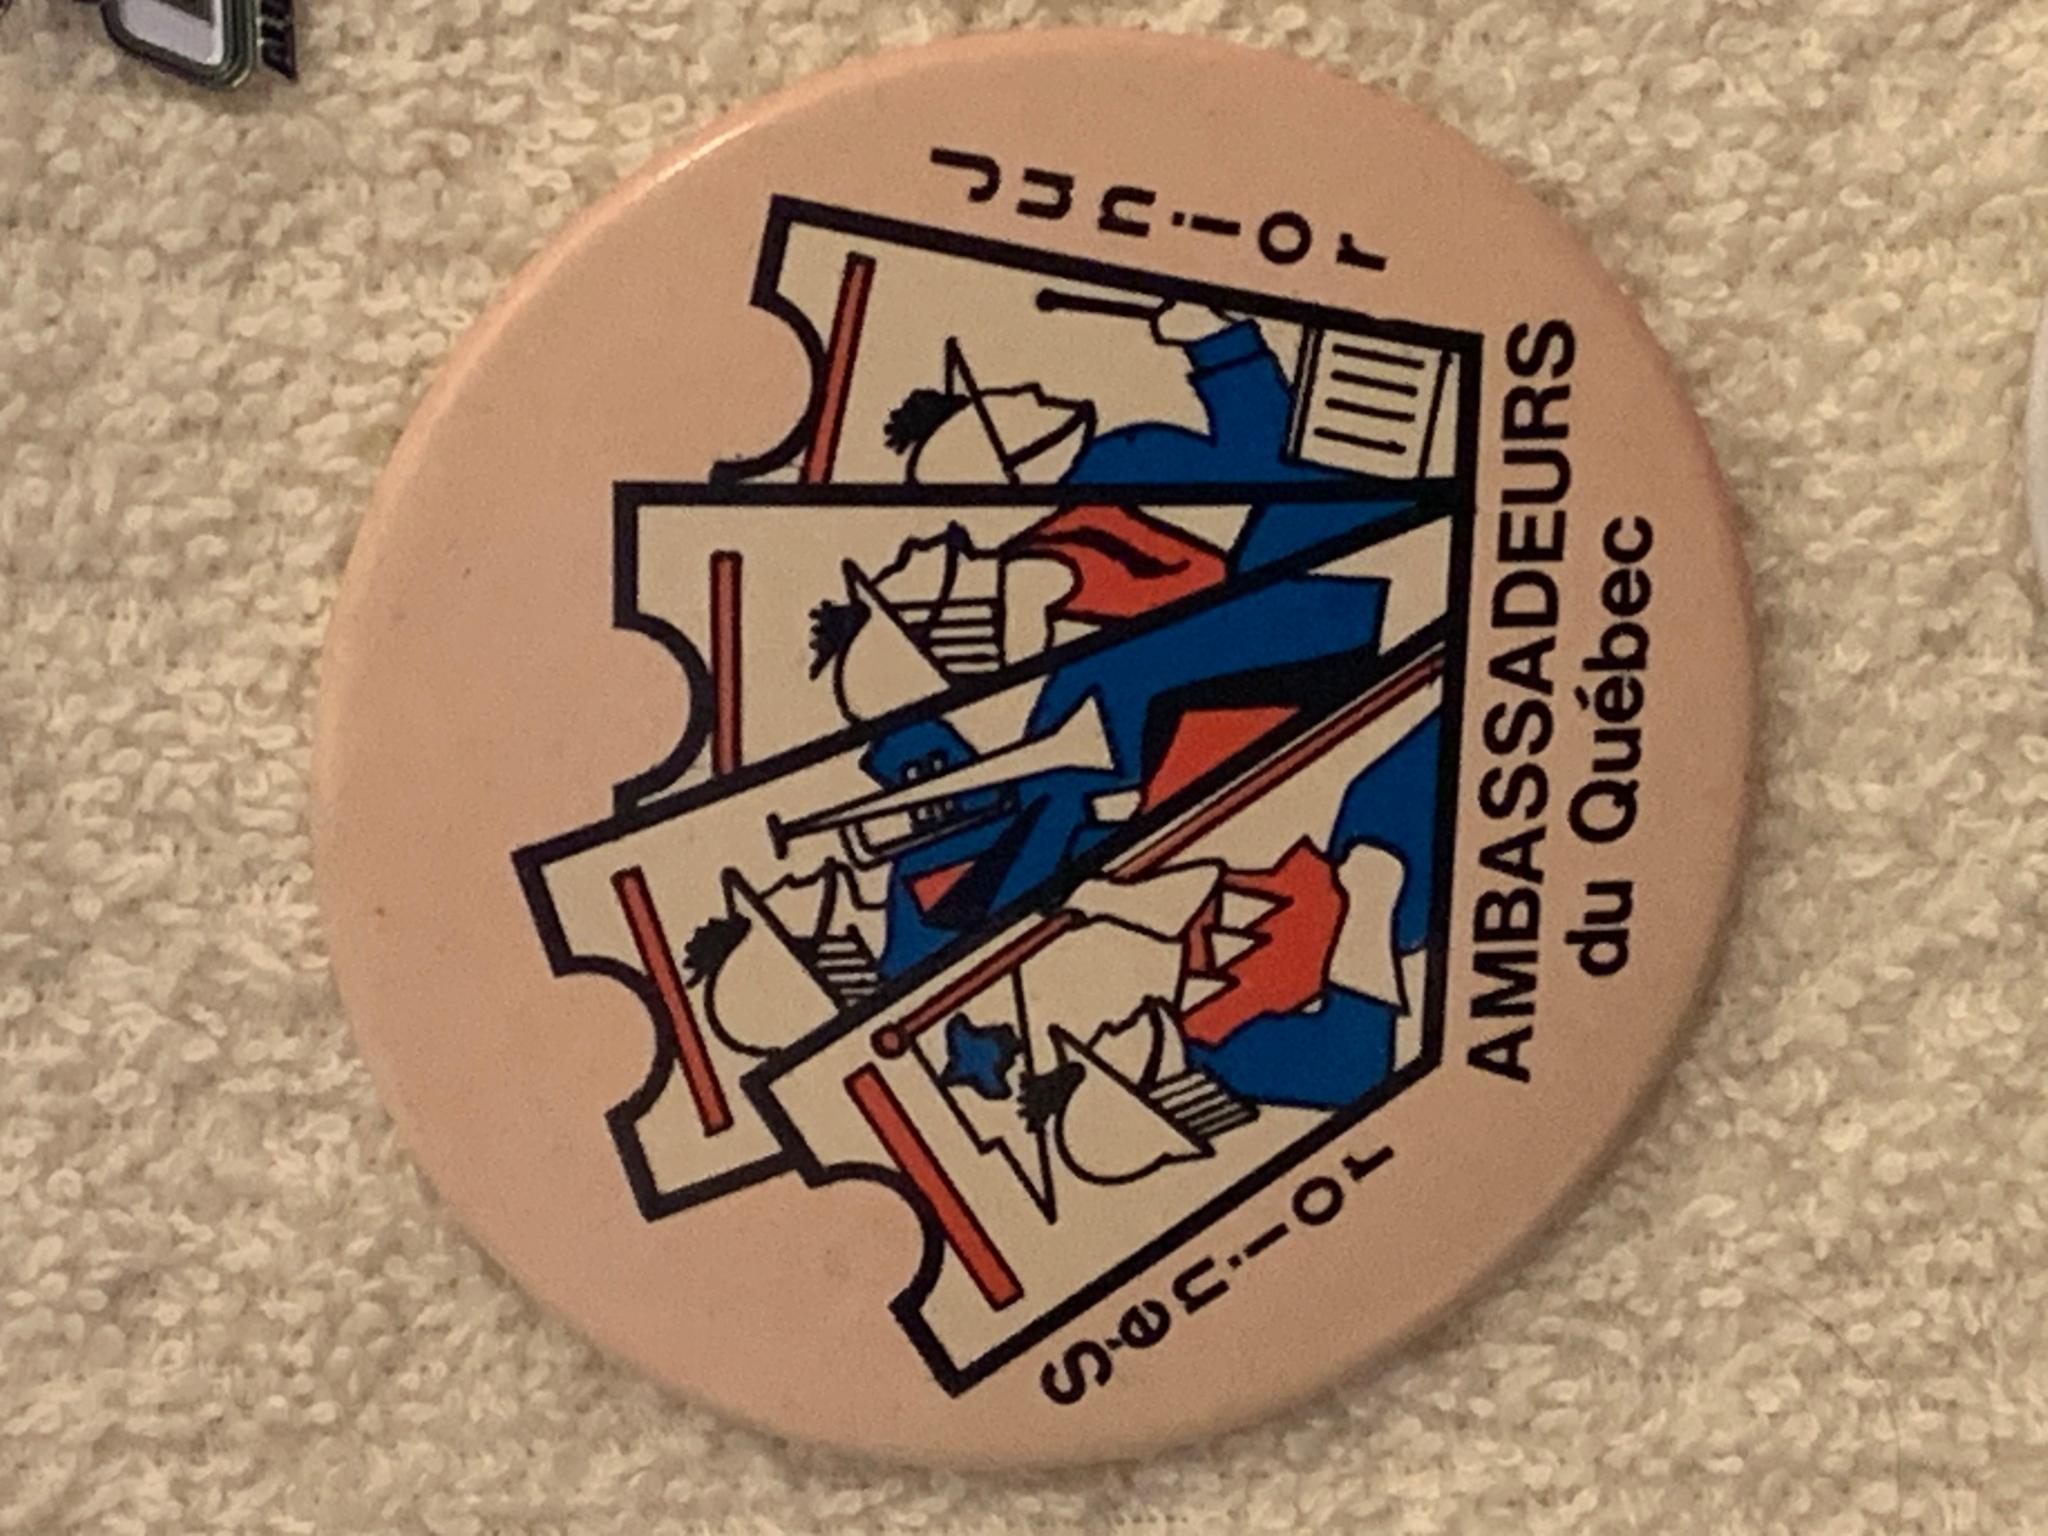 Senior
Junior
AMBASSADEURS
du Québec